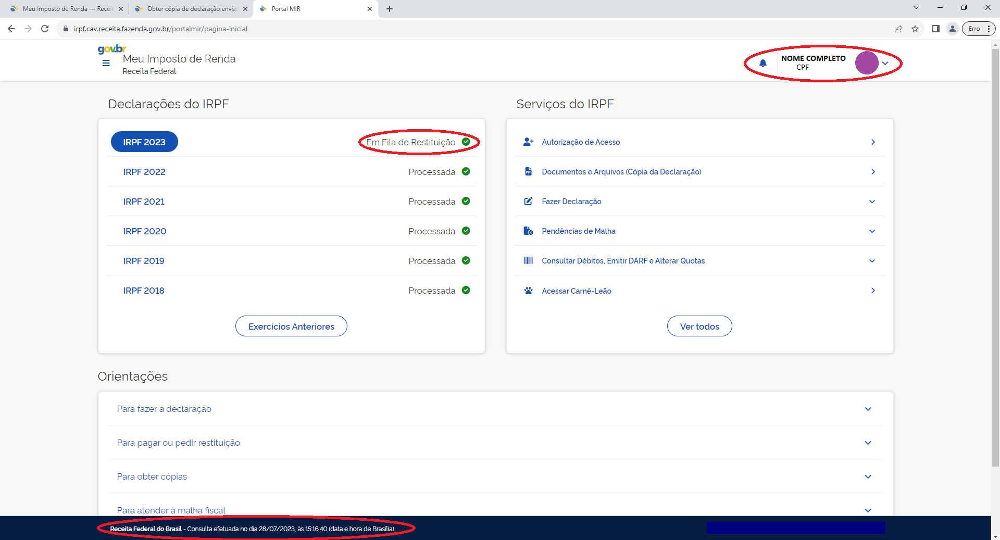 Meu Imposto de Renda — Receit
Obter cópia de declaração envia
Portal MIR
irpf.cav.receita.fazenda.gov.br/portalmir/pagina-inicial
Erro
gov.br
Meu Imposto de Renda
Receita Federal
NOME COMPLETO
CPF
Declarações do IRPF
IRPF 2023 Em Fila de Restituição
IRPF 2022 Processada
IRPF 2021 Processada
IRPF 2020 Processada
IRPF 2019 Processada
IRPF 2018 Processada
Exercícios Anteriores
Serviços do IRPF
Autorização de Acesso
PDF Documentos e Arquivos (Cópia da Declaração)
Fazer Declaração
Pendências de Malha
Consultar Débitos, Emitir DARF e Alterar Quotas
Acessar Carnê-Leão
Ver todos
Orientações
Para fazer a declaração
Para pagar ou pedir restituição
Para obter cópias
Para atender à malha fiscal
Receita Federal do Brasil - Consulta efetuada no dia 28/07/2023, às 15:16:40 (data e hora de Brasília)